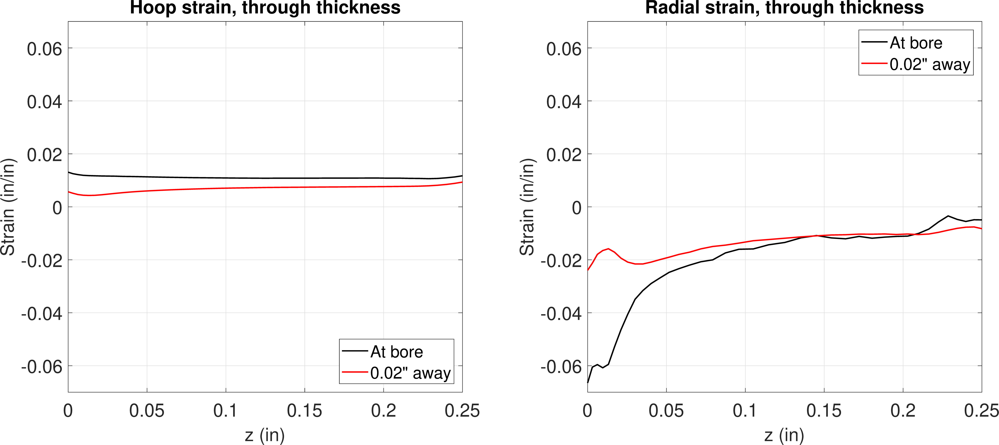 Hoop strain, through thickness
0.06
0.04
0.02
0
-0.02
-0.04
-0.06
Strain (in/in)
At bore
0.02" away
0 0.05 0.1 0.15 0.2 0.25
z (in)
Radial strain, through thickness
0.06
0.04
0.02
0
-0.02
-0.04
-0.06
Strain (in/in)
At bore
0.02" away
0 0.05 0.1 0.15 0.2 0.25
z (in)